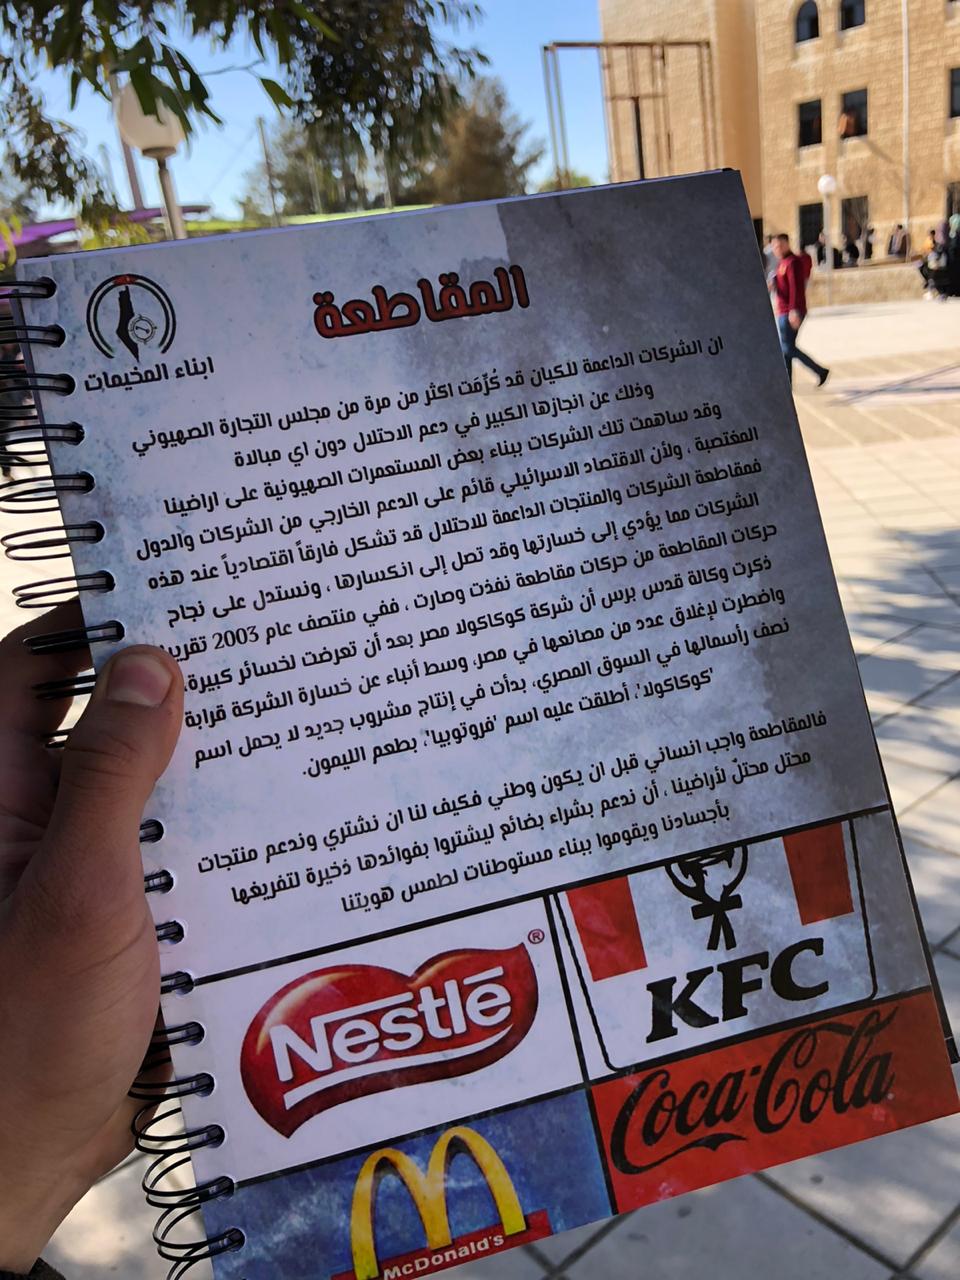 المقاطعة
ابناء المخيمات
ان الشركات الداعمة للكيان قد كُرِّمَت اكثر من مرة من مجلس التجارة الصهيوني
وذلك عن انجازها الكبير في دعم الاحتلال دون اي مبالاة
وقد ساهمت تلك الشركات ببناء بعض المستعمرات الصهيونية على اراضينا
المغتصبة ، ولأن الاقتصاد الاسرائيلي قائم على الدعم الخارجي من الشركات والدول
فمقاطعة الشركات والمنتجات الداعمة للاحتلال قد تشكل فارقاً اقتصادياً عند هذه
الشركات مما يؤدي إلى خسارتها وقد تصل إلى انكسارها ، ونستدل على نجاح
حركات المقاطعة من حركات مقاطعة نفذت وصارت ، ففي منتصف عام 2003
ذكرت وكالة قدس برس أن شركة كوكاكولا مصر بعد أن تعرضت لخسائر كبيرة،
واضطرت لإغلاق عدد من مصانعها في مصر، وسط أنباء عن خسارة الشركة قرابة
نصف رأسمالها في السوق المصري، بدأت في إنتاج مشروب جديد لا يحمل اسم
'كوكاكولا'، أطلقت عليه اسم 'فروتوبيا'، بطعم الليمون.
فالمقاطعة واجب انساني قبل ان يكون وطني فكيف لنا ان نشتري وندعم منتجات
محتل محتلٌ لأراضينا ، أن ندعم بشراء بضائع ليشتروا بفوائدها ذخيرة لتفريغها
بأجسادنا ويقوموا ببناء مستوطنات لطمس هويتنا
Nestlé®
KFC
Coca-Cola
McDonald's